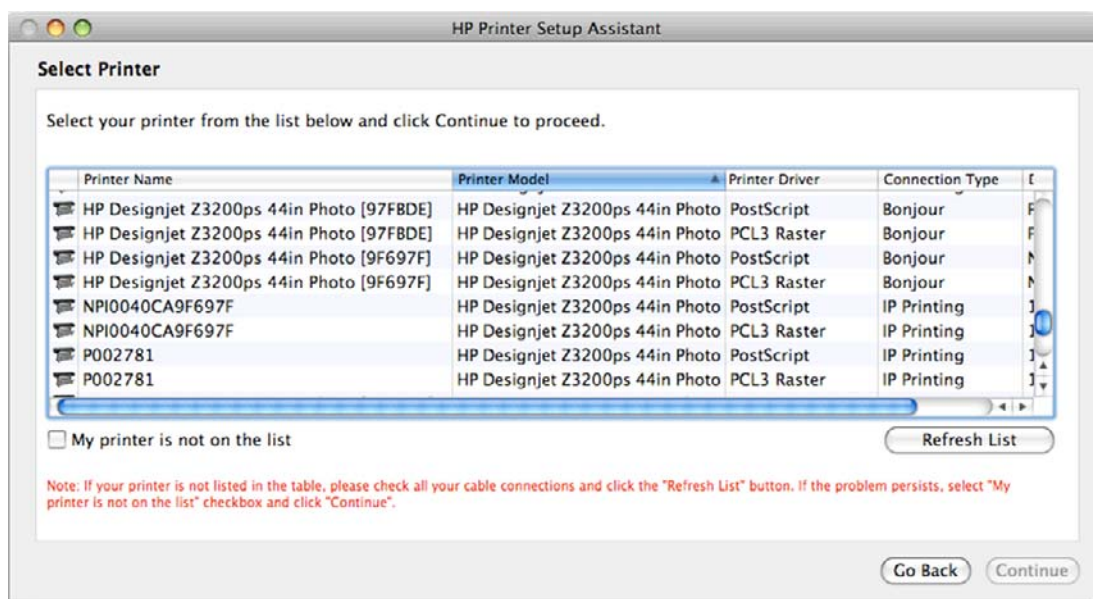 HP Printer Setup Assistant
Select Printer
Select your printer from the list below and click Continue to proceed.
Printer Name Printer Model Printer Driver Connection Type
HP Designjet Z3200ps 44in Photo [97FBDE] HP Designjet Z3200ps 44in Photo PostScript Bonjour
HP Designjet Z3200ps 44in Photo [97FBDE] HP Designjet Z3200ps 44in Photo PCL3 Raster Bonjour
HP Designjet Z3200ps 44in Photo [9F697F] HP Designjet Z3200ps 44in Photo PostScript Bonjour
HP Designjet Z3200ps 44in Photo [9F697F] HP Designjet Z3200ps 44in Photo PCL3 Raster Bonjour
NPI0040CA9F697F HP Designjet Z3200ps 44in Photo PostScript IP Printing
NPI0040CA9F697F HP Designjet Z3200ps 44in Photo PCL3 Raster IP Printing
P002781 HP Designjet Z3200ps 44in Photo PostScript IP Printing
P002781 HP Designjet Z3200ps 44in Photo PCL3 Raster IP Printing
My printer is not on the list Refresh List
Note: If your printer is not listed in the table, please check all your cable connections and click the "Refresh List" button. If the problem persists, select "My
printer is not on the list" checkbox and click "Continue".
Go Back Continue